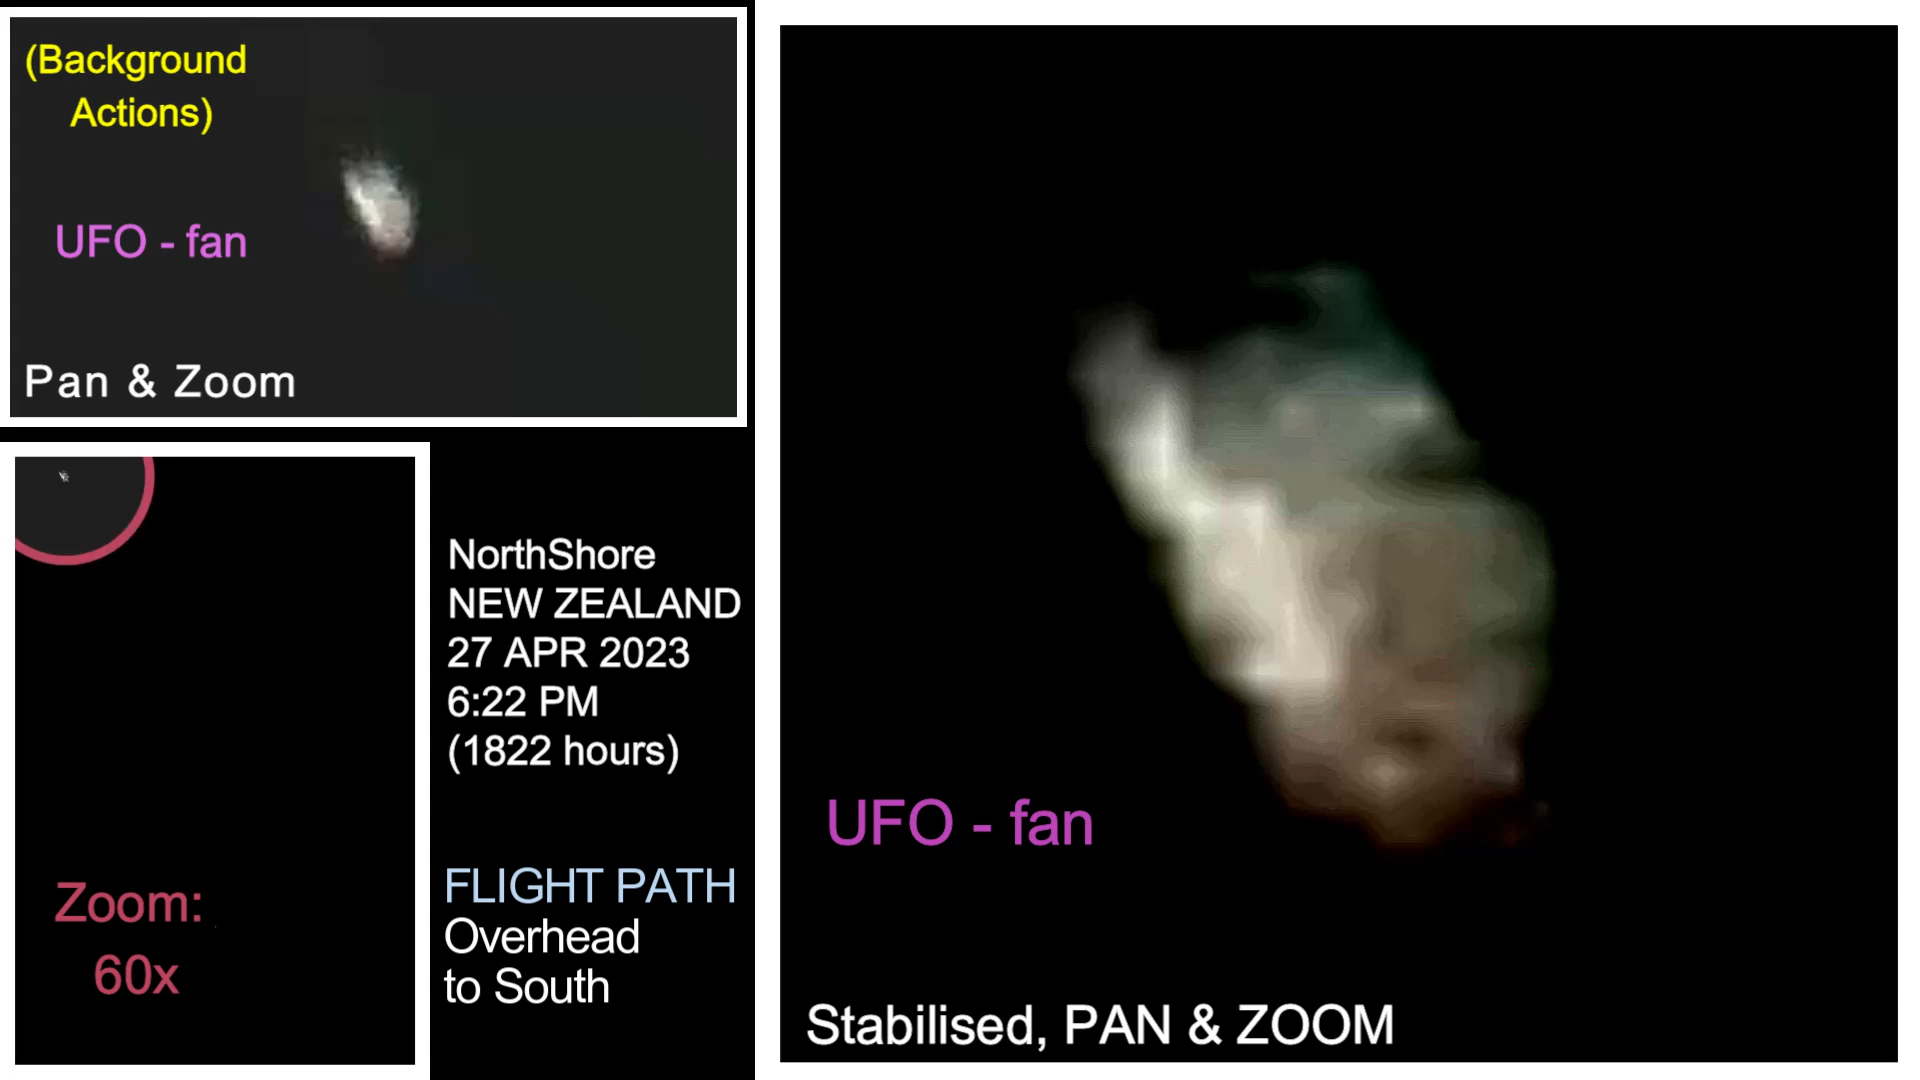 (Background
Actions)
UFO - fan
Pan & Zoom
Zoom:
60x
NorthShore
NEW ZEALAND
27 APR 2023
6:22 PM
(1822 hours)
FLIGHT PATH
Overhead
to South
UFO - fan
Stabilised, PAN & ZOOM